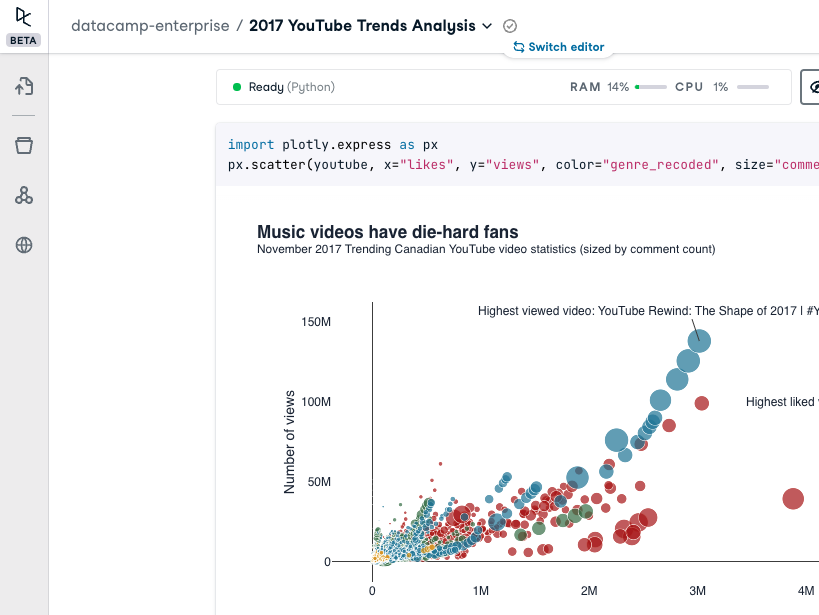 datacamp-enterprise / 2017 YouTube Trends Analysis
BETA
Switch editor
Ready (Python) RAM 14% CPU 1%
import plotly.express as px
px.scatter(youtube, x="likes", y="views", color="genre_recoded", size="comme
Music videos have die-hard fans
November 2017 Trending Canadian YouTube video statistics (sized by comment count)
Highest viewed video: YouTube Rewind: The Shape of 2017 | #Y
150M
Highest liked v
100M
Number of views
50M
0
0 1M 2M 3M 4M